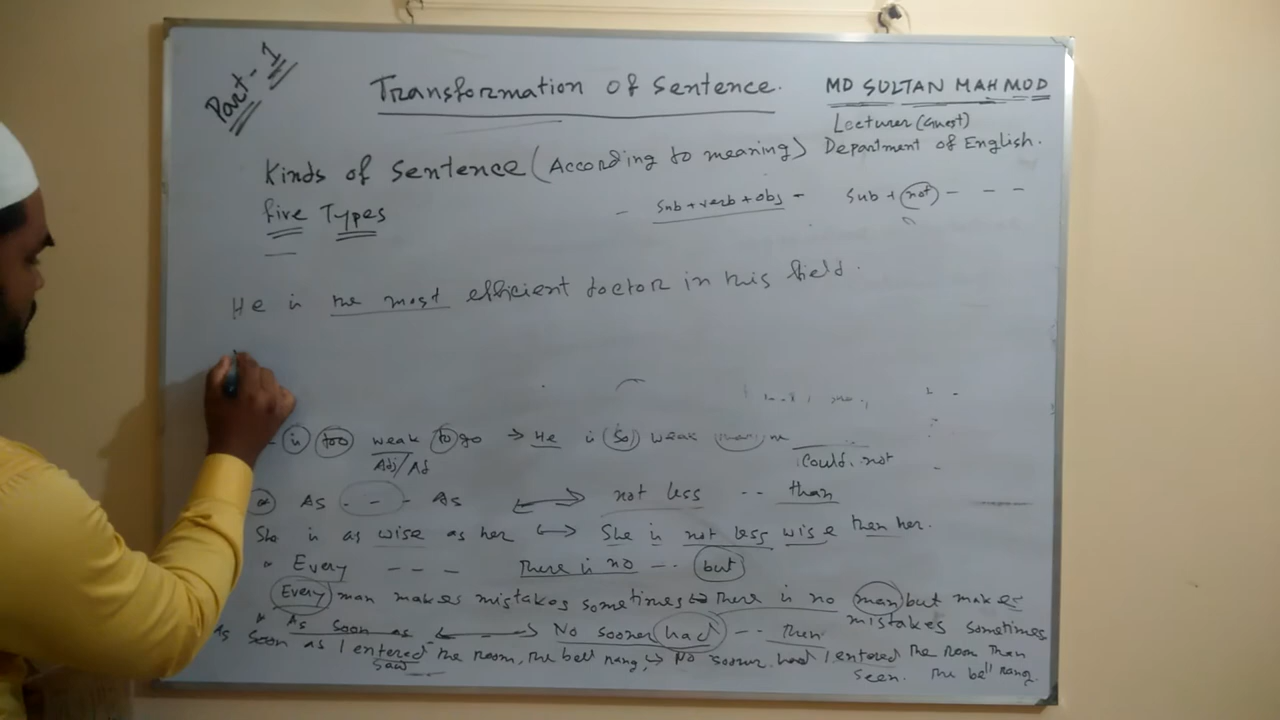 Part-1
Transformation of Sentence.
MD SULTAN MAHMOD
Lecturer (Guest)
Department of English.
Kinds of Sentence (According to meaning)
five Types
- Sub + verb + obj - Sub + not - - -
He is the most efficient doctor in this field.
is too weak to go → He is (so) weak that
Adj/Ad
could not
As - - - As ↔ not less -- than
She is as wise as her ↔ She is not less wise then her.
* Every - - - There is no --- but
Every man makes mistakes sometimes ↔ There is no man but makes
mistakes sometimes
* As soon as ↔ No sooner had -- Then
As soon as I entered the room, the bell rang, → No sooner had I entered the room than
saw
seen. The bell rang.